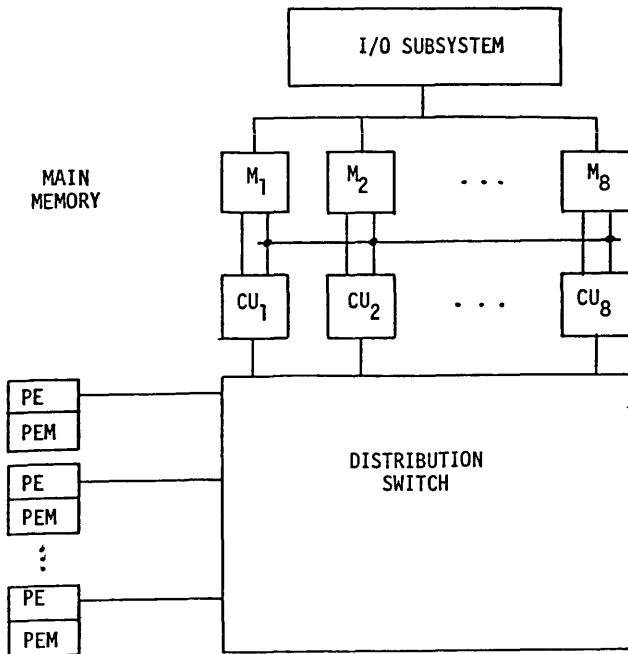 I/O SUBSYSTEM
MAIN
MEMORY
M1
M2
. . .
M8
CU1
CU2
. . .
CU8
PE
PEM
PE
PEM
PE
PEM
DISTRIBUTION
SWITCH